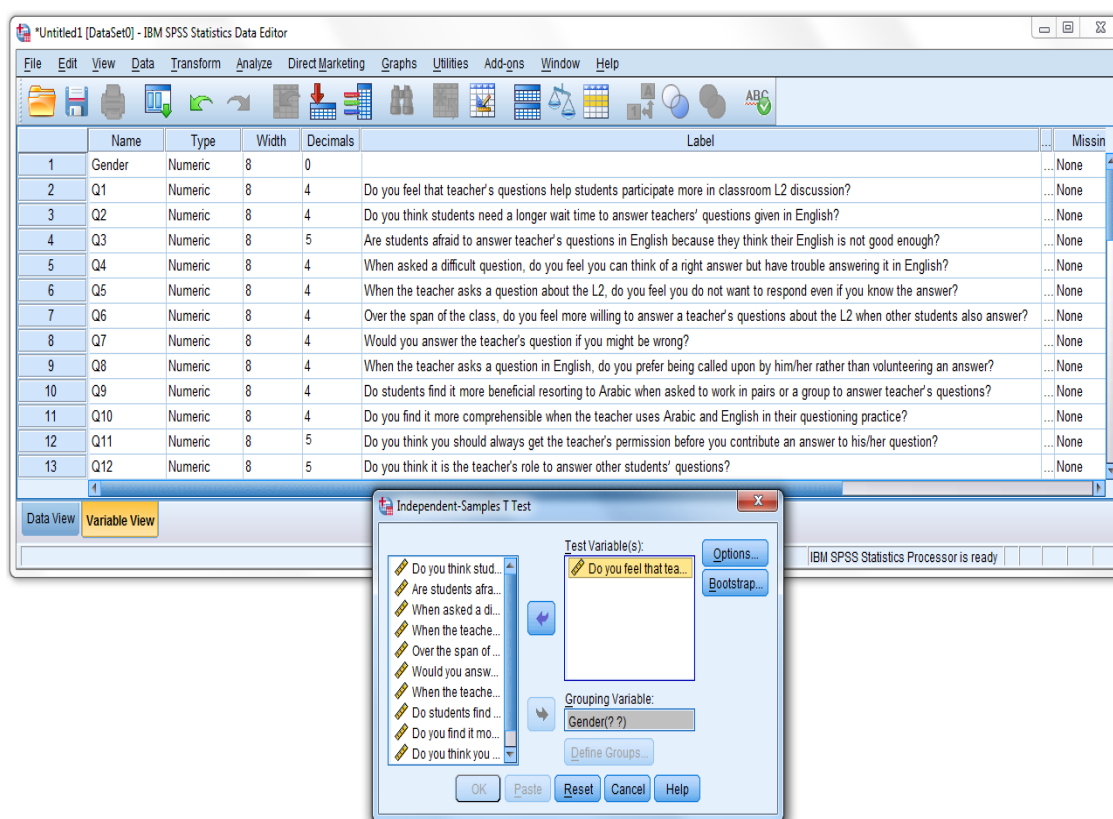 *Untitled1 [DataSet0] - IBM SPSS Statistics Data Editor
File Edit View Data Transform Analyze Direct Marketing Graphs Utilities Add-ons Window Help
A
1 ABC
Name Type Width Decimals Label ... Missin
1 Gender Numeric 8 0 ... None
2 Q1 Numeric 8 4 Do you feel that teacher's questions help students participate more in classroom L2 discussion? ... None
3 Q2 Numeric 8 4 Do you think students need a longer wait time to answer teachers' questions given in English? ... None
4 Q3 Numeric 8 5 Are students afraid to answer teacher's questions in English because they think their English is not good enough? ... None
5 Q4 Numeric 8 4 When asked a difficult question, do you feel you can think of a right answer but have trouble answering it in English? ... None
6 Q5 Numeric 8 4 When the teacher asks a question about the L2, do you feel you do not want to respond even if you know the answer? ... None
7 Q6 Numeric 8 4 Over the span of the class, do you feel more willing to answer a teacher's questions about the L2 when other students also answer? ... None
8 Q7 Numeric 8 4 Would you answer the teacher's question if you might be wrong? ... None
9 Q8 Numeric 8 4 When the teacher asks a question in English, do you prefer being called upon by him/her rather than volunteering an answer? ... None
10 Q9 Numeric 8 4 Do students find it more beneficial resorting to Arabic when asked to work in pairs or a group to answer teacher's questions? ... None
11 Q10 Numeric 8 4 Do you find it more comprehensible when the teacher uses Arabic and English in their questioning practice? ... None
12 Q11 Numeric 8 5 Do you think you should always get the teacher's permission before you contribute an answer to his/her question? ... None
13 Q12 Numeric 8 5 Do you think it is the teacher's role to answer other students' questions? ... None
Data View Variable View
IBM SPSS Statistics Processor is ready
Independent-Samples T Test
Test Variable(s):
Do you think stud...
Are students afra...
When asked a di...
When the teache...
Over the span of ...
Would you answ...
When the teache...
Do students find ...
Do you find it mo...
Do you think you ...
Do you feel that tea...
Options...
Bootstrap...
Grouping Variable:
Gender(? ?)
Define Groups...
OK Paste Reset Cancel Help